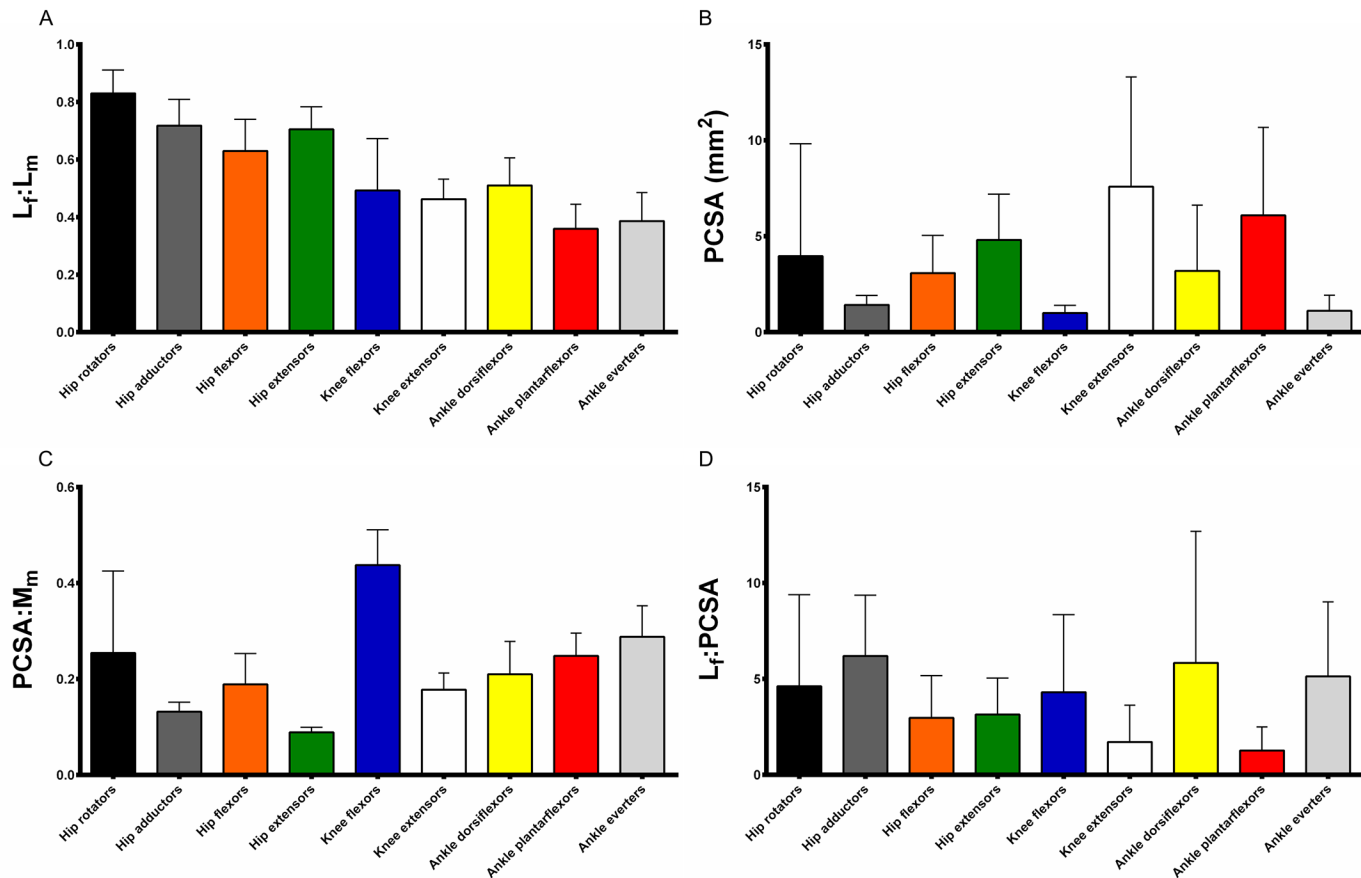 A
L_f:L_m
1.0
0.8
0.6
0.4
0.2
0.0
Hip rotators
Hip adductors
Hip flexors
Hip extensors
Knee flexors
Knee extensors
Ankle dorsiflexors
Ankle plantarflexors
Ankle everters
B
PCSA (mm²)
15
10
5
0
Hip rotators
Hip adductors
Hip flexors
Hip extensors
Knee flexors
Knee extensors
Ankle dorsiflexors
Ankle plantarflexors
Ankle everters
C
PCSA:M_m
0.6
0.4
0.2
0.0
Hip rotators
Hip adductors
Hip flexors
Hip extensors
Knee flexors
Knee extensors
Ankle dorsiflexors
Ankle plantarflexors
Ankle everters
D
L_f:PCSA
15
10
5
0
Hip rotators
Hip adductors
Hip flexors
Hip extensors
Knee flexors
Knee extensors
Ankle dorsiflexors
Ankle plantarflexors
Ankle everters